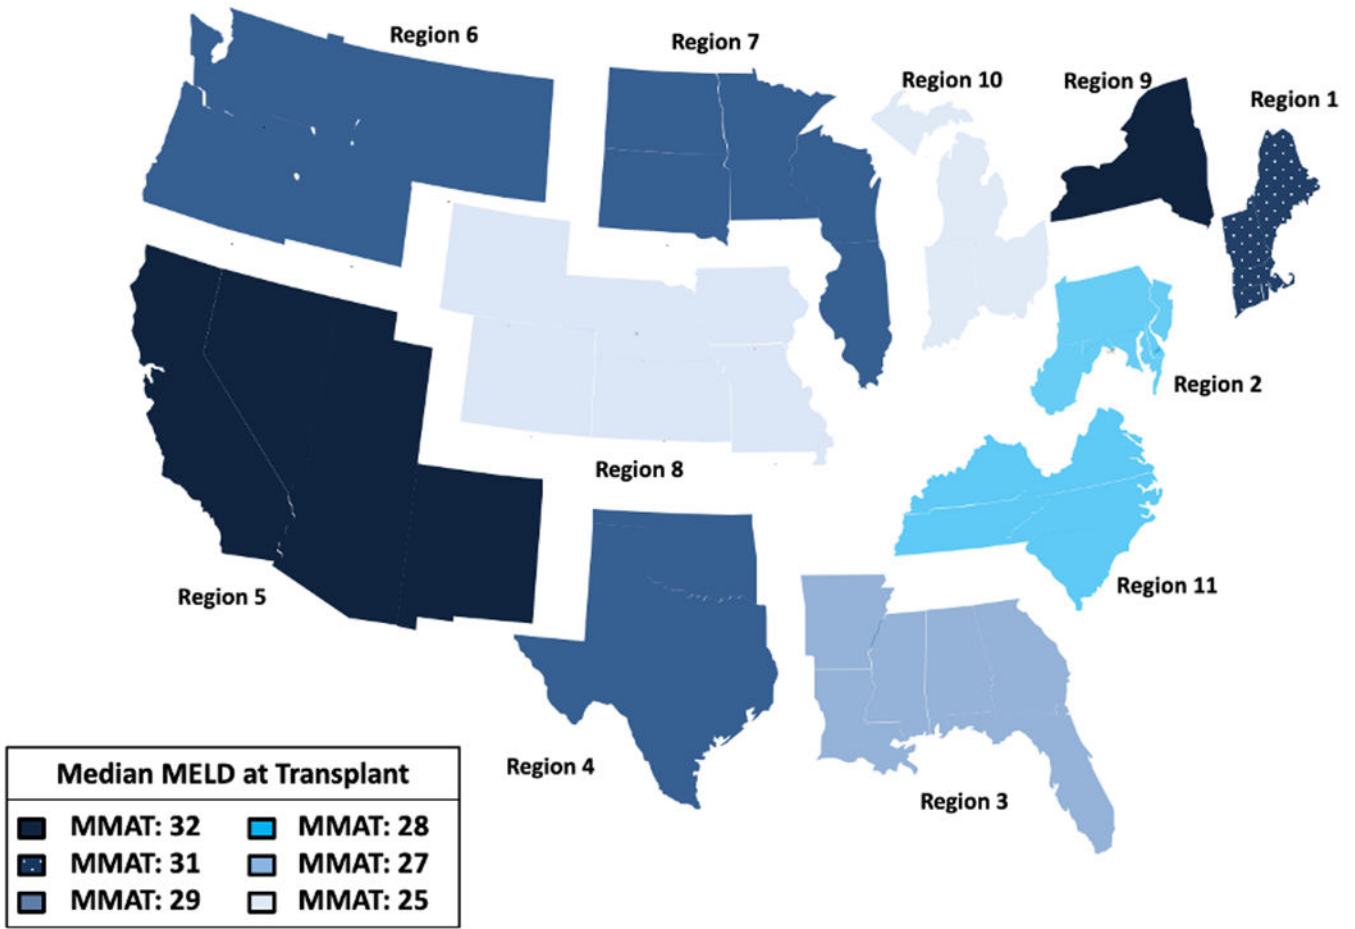 Region 6
Region 7
Region 10
Region 9
Region 1
Region 2
Region 8
Region 11
Region 5
Region 4
Region 3
Median MELD at Transplant
MMAT: 32
MMAT: 28
MMAT: 31
MMAT: 27
MMAT: 29
MMAT: 25